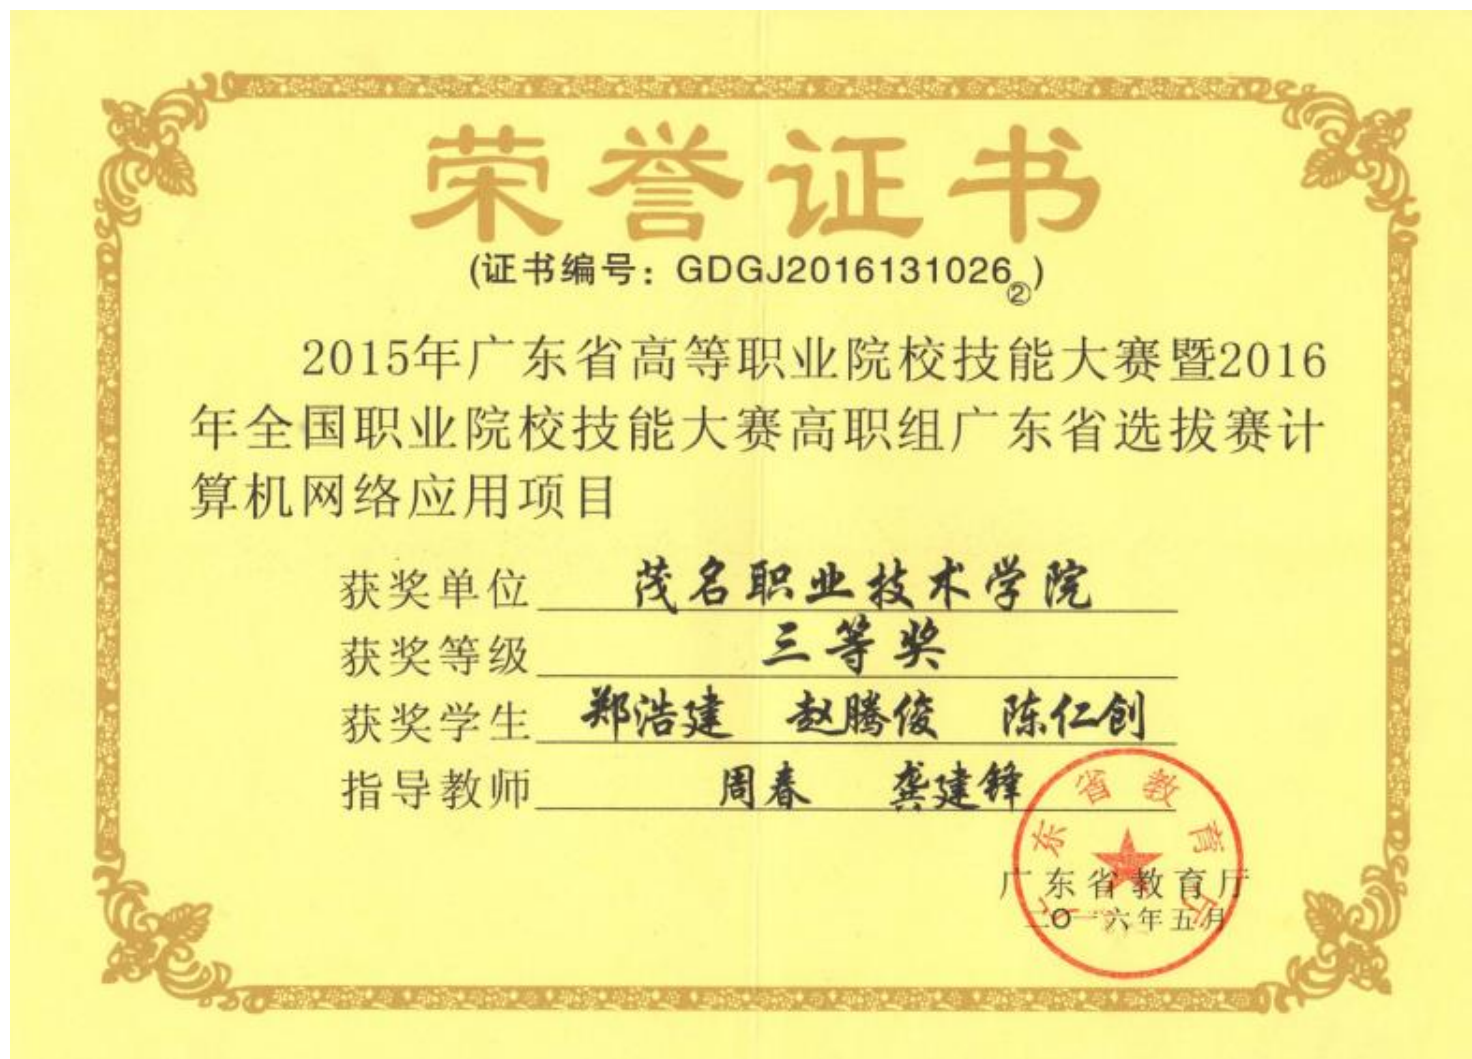 荣誉证书
(证书编号：GDGJ2016131026②)
2015年广东省高等职业院校技能大赛暨2016
年全国职业院校技能大赛高职组广东省选拔赛计
算机网络应用项目
获奖单位 茂名职业技术学院
获奖等级 三等奖
获奖学生 郑浩建 赵腾俊 陈仁创
指导教师 周春 龚建锋
广东省教育厅
广东省教育厅
二〇一六年五月